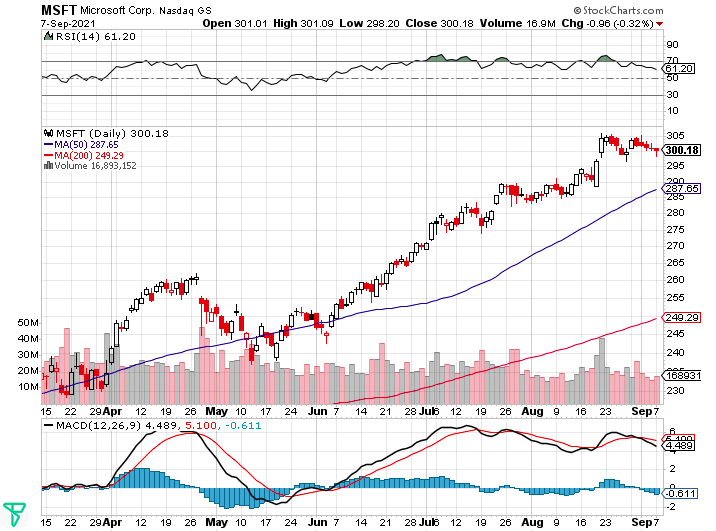 MSFT Microsoft Corp. Nasdaq GS © StockCharts.com
7-Sep-2021 Open 301.01 High 301.09 Low 298.20 Close 300.18 Volume 16.9M Chg -0.96 (-0.32%)
RSI(14) 61.20
90
70
61.20
50
30
10
MSFT (Daily) 300.18
MA(50) 287.65
MA(200) 249.29
Volume 16,893,152
305
300.18
295
290
287.65
285
280
275
270
265
260
255
249.29
245
240
235
230
50M
40M
30M
20M
10M
168931
15 22 29 Apr 12 19 26 May 10 17 24 Jun 7 14 21 28 Jul 6 12 19 26 Aug 9 16 23 Sep 7
MACD(12,26,9) 4.489, 5.100, -0.611
6
5.100
4.489
2
0
-0.611
-2
15 22 29 Apr 12 19 26 May 10 17 24 Jun 7 14 21 28 Jul 6 12 19 26 Aug 9 16 23 Sep 7